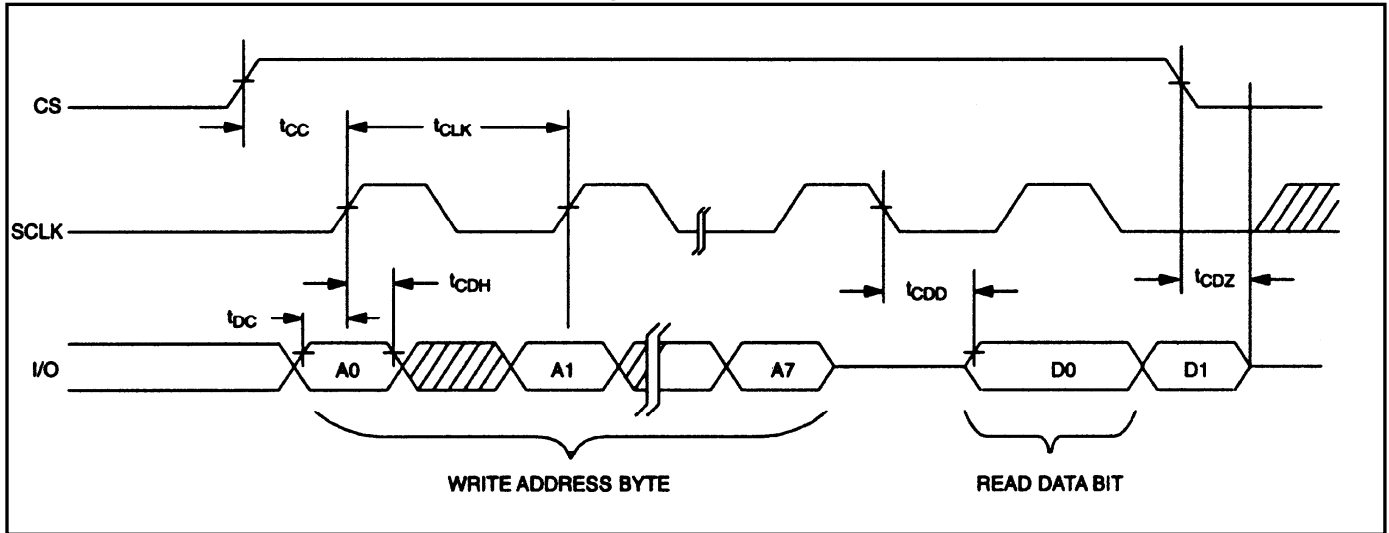 CS
tCC
tCLK
SCLK
tCDH
tCDD
tCDZ
tDC
I/O
A0
A1
A7
D0
D1
WRITE ADDRESS BYTE
READ DATA BIT